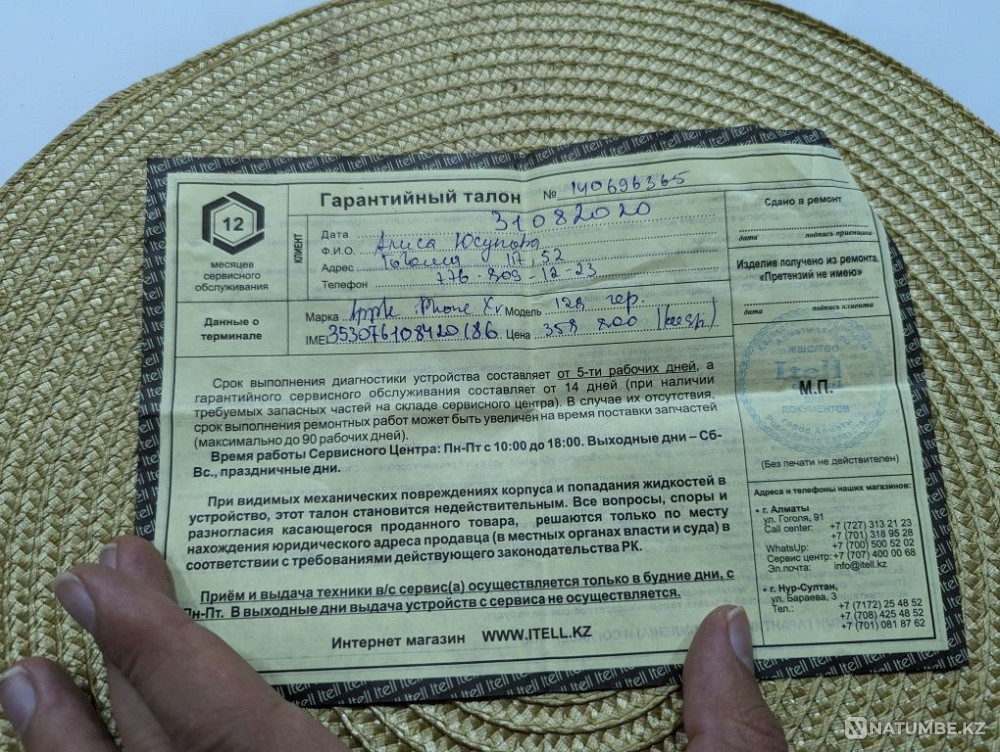 Гарантийный талон № 140696365
12
месяцев
сервисного
обслуживания
КЛИЕНТ
Дата 31082020
Ф.И.О. Алиса Юсупова
Адрес Гоголя 117, 52
Телефон 776-809-12-23
Данные о
терминале
Марка Apple iPhone Xr Модель 128 чер.
IMEI 353076108420186 Цена 358 800 (касп)
Срок выполнения диагностики устройства составляет от 5-ти рабочих дней, а
гарантийного сервисного обслуживания составляет от 14 дней (при наличии
требуемых запасных частей на складе сервисного центра). В случае их отсутствия,
срок выполнения ремонтных работ может быть увеличен на время поставки запчастей
(максимально до 90 рабочих дней).
Время работы Сервисного Центра: Пн-Пт с 10:00 до 18:00. Выходные дни – Сб-
Вс., праздничные дни.
При видимых механических повреждениях корпуса и попадания жидкостей в
устройство, этот талон становится недействительным. Все вопросы, споры и
разногласия касающегося проданного товара, решаются только по месту
нахождения юридического адреса продавца (в местных органах власти и суда) в
соответствии с требованиями действующего законодательства РК.
Приём и выдача техники в/с сервис(а) осуществляется только в будние дни, с
Пн-Пт. В выходные дни выдача устройств с сервиса не осуществляется.
Интернет магазин WWW.ITELL.KZ
Сдано в ремонт
дата подпись приемщика
Изделие получено из ремонта.
«Претензий не имею»
дата подпись клиента
Itell
М.П.
ДОКУМЕНТОВ
(Без печати не действителен)
Адреса и телефоны наших магазинов:
• г. Алматы
ул. Гоголя, 91
Call center: +7 (727) 313 21 23
+7 (701) 318 95 28
WhatsUp: +7 (700) 500 52 02
Сервис центр: +7 (707) 400 00 68
Эл.почта: info@itell.kz
• г. Нур-Султан,
ул. Бараева, 3
Тел.: +7 (7172) 25 48 52
+7 (708) 425 48 52
+7 (701) 081 87 62
NATUMBE.KZ